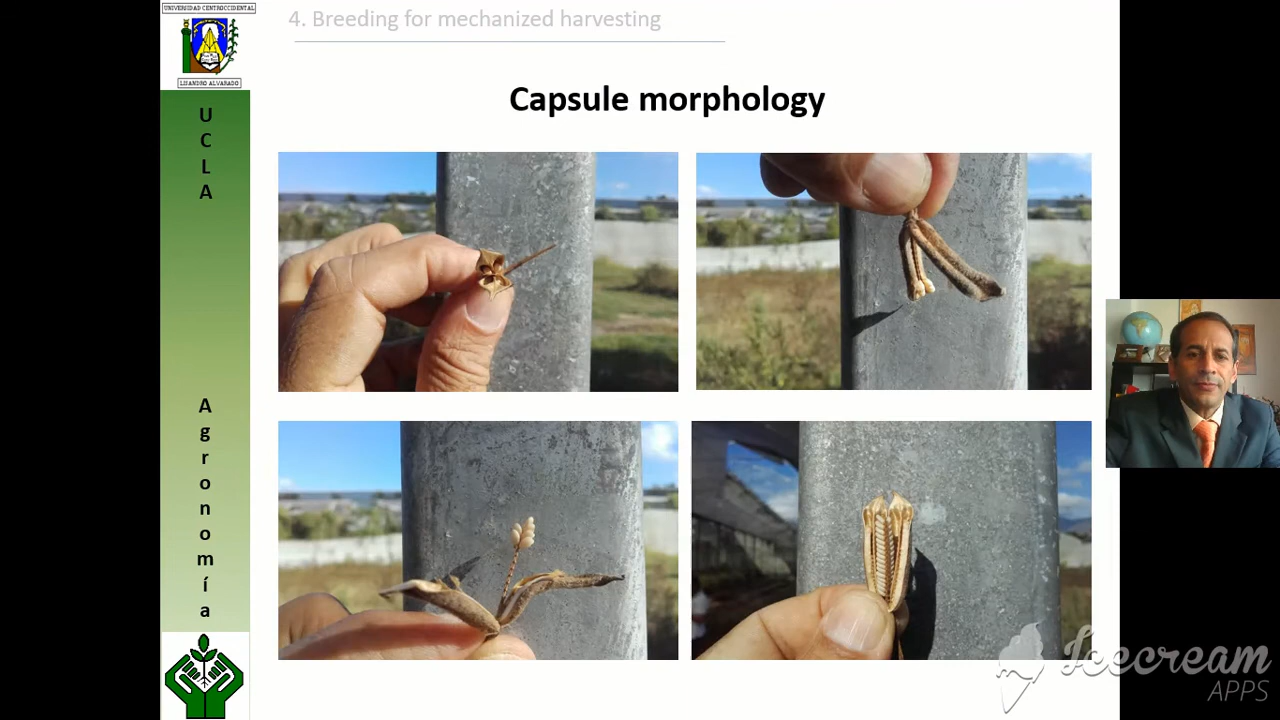 UNIVERSIDAD CENTROCCIDENTAL
LISANDRO ALVARADO
4. Breeding for mechanized harvesting
Capsule morphology
U
C
L
A
A
g
r
o
n
o
m
í
a
Icecream
APPS